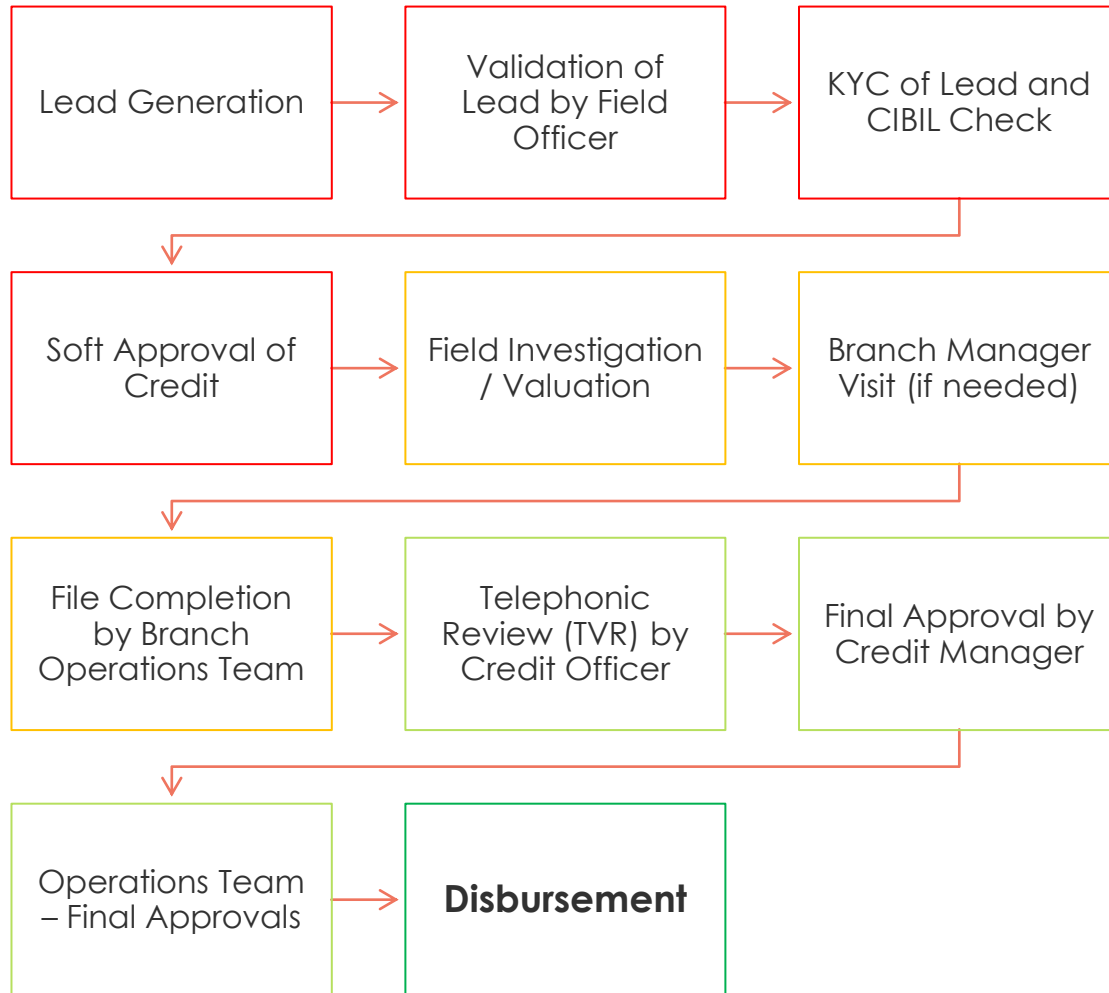 Lead Generation
Validation of
Lead by Field
Officer
KYC of Lead and
CIBIL Check
Soft Approval of
Credit
Field Investigation
/ Valuation
Branch Manager
Visit (if needed)
File Completion
by Branch
Operations Team
Telephonic
Review (TVR) by
Credit Officer
Final Approval by
Credit Manager
Operations Team
– Final Approvals
Disbursement